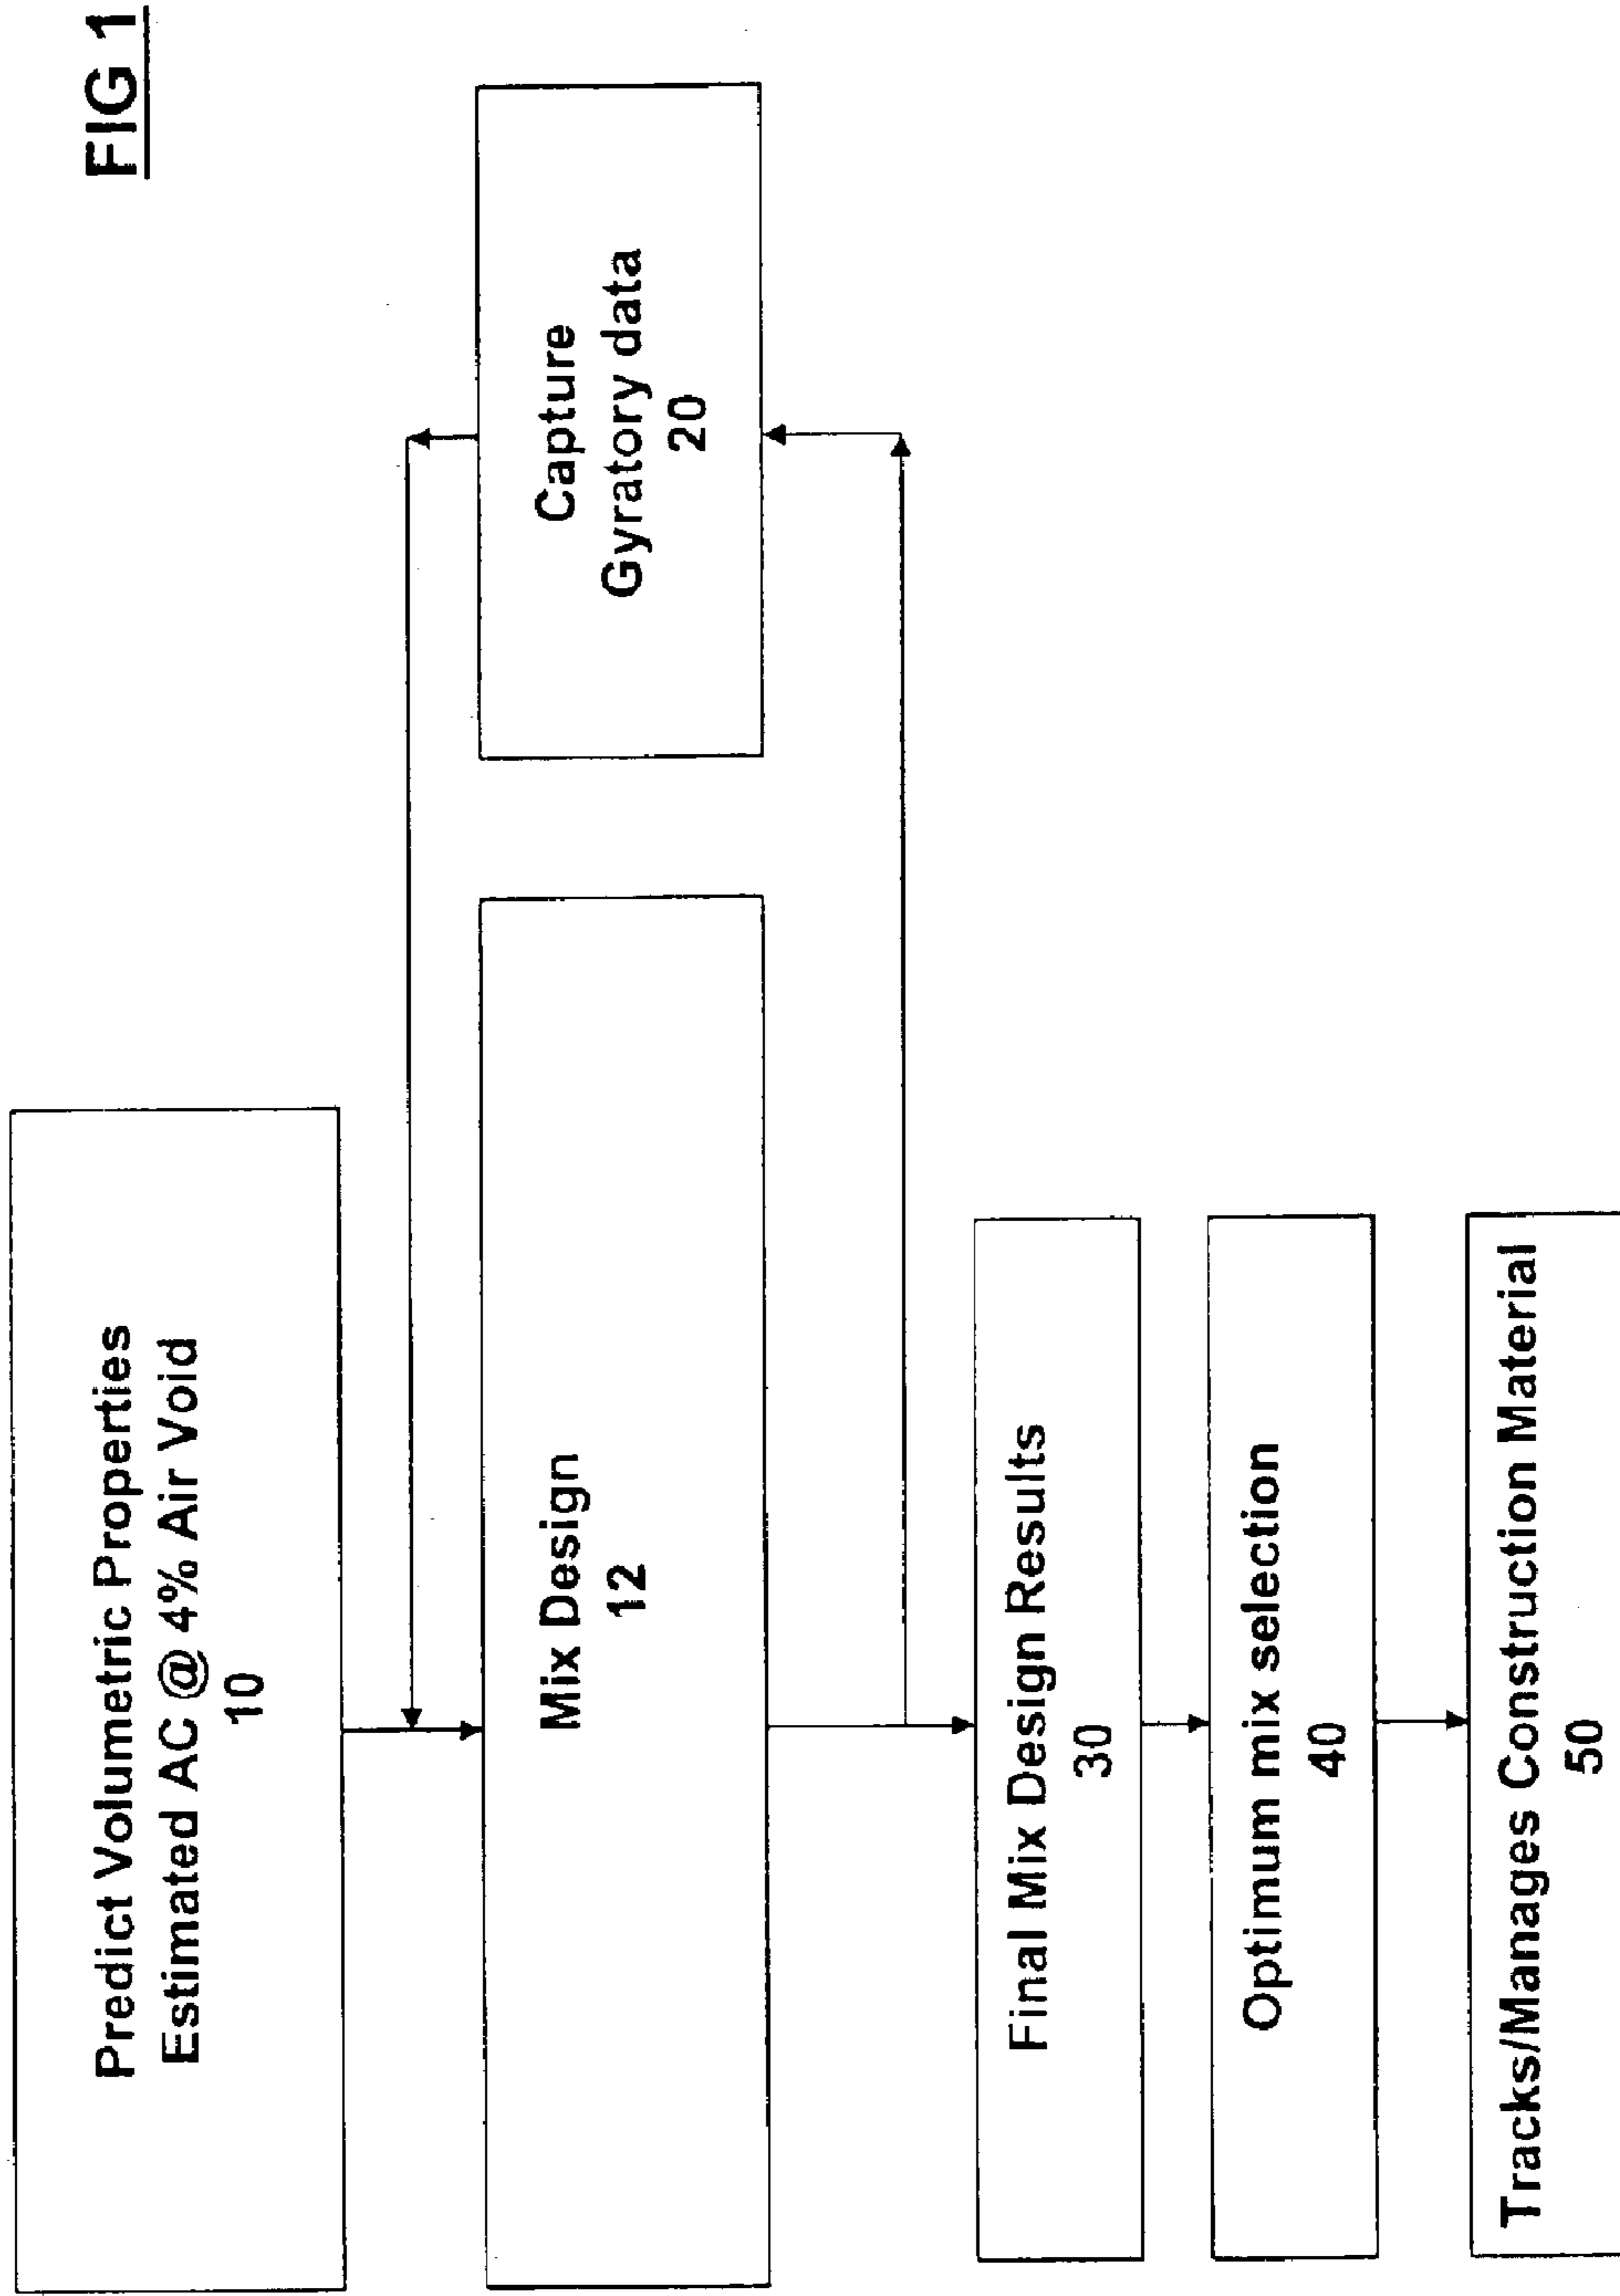 FIG 1
Predict Volumetric Properties
Estimated AC @ 4% Air Void
10
Mix Design
12
Capture
Gyratory data
20
Final Mix Design Results
30
Optimum mix selection
40
Tracks/Manages Construction Material
50